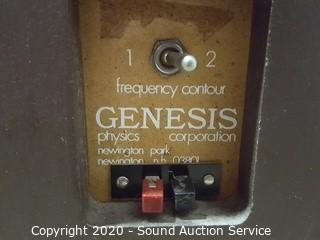 1 2
frequency contour
GENESIS
physics corporation
newington park
newington n.h. 03801
Copyright 2020 - Sound Auction Service